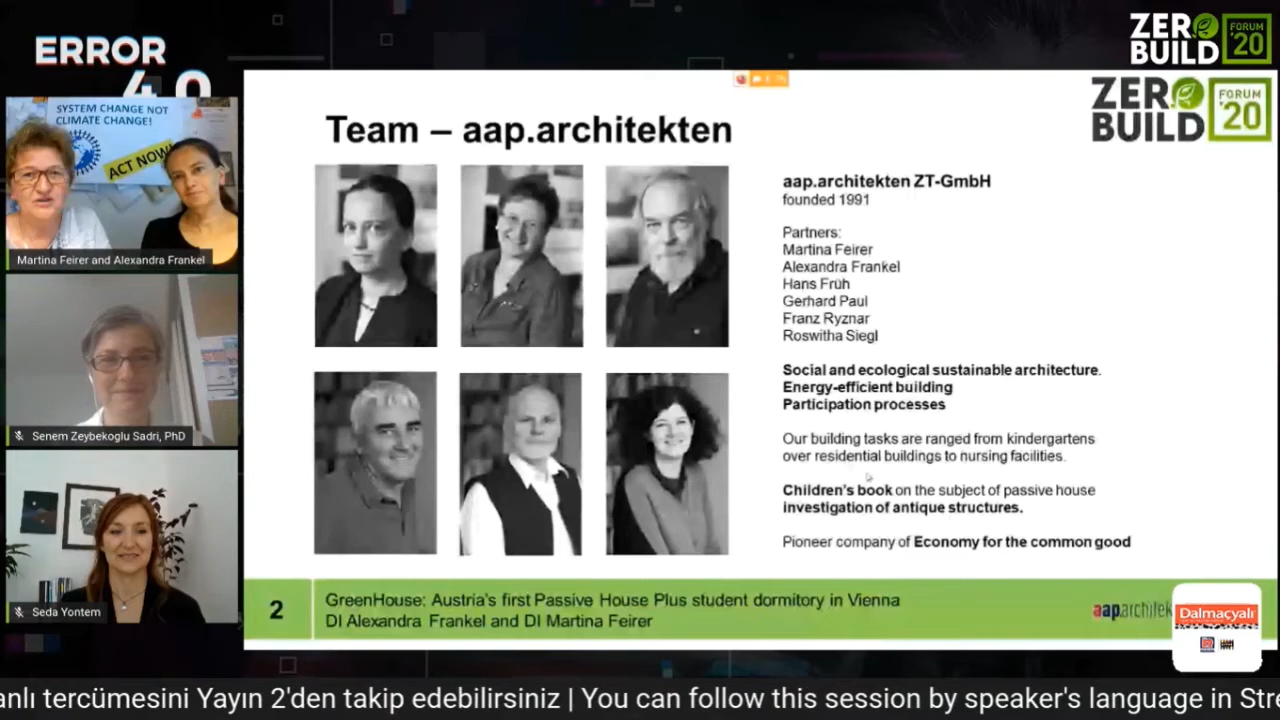 ERROR
4.0
ZERO
BUILD
FORUM
'20
ZERO
BUILD
FORUM
'20
SYSTEM CHANGE NOT
CLIMATE CHANGE!
ACT NOW!
Martina Feirer and Alexandra Frankel
Senem Zeybekoglu Sadri, PhD
Seda Yontem
Team – aap.architekten
aap.architekten ZT-GmbH
founded 1991
Partners:
Martina Feirer
Alexandra Frankel
Hans Früh
Gerhard Paul
Franz Ryznar
Roswitha Siegl
Social and ecological sustainable architecture.
Energy-efficient building
Participation processes
Our building tasks are ranged from kindergartens
over residential buildings to nursing facilities.
Children's book on the subject of passive house
investigation of antique structures.
Pioneer company of Economy for the common good
2
GreenHouse: Austria's first Passive House Plus student dormitory in Vienna
DI Alexandra Frankel and DI Martina Feirer
aap.architek
Dalmaçyalı
anlı tercümesini Yayın 2'den takip edebilirsiniz | You can follow this session by speaker's language in Stre